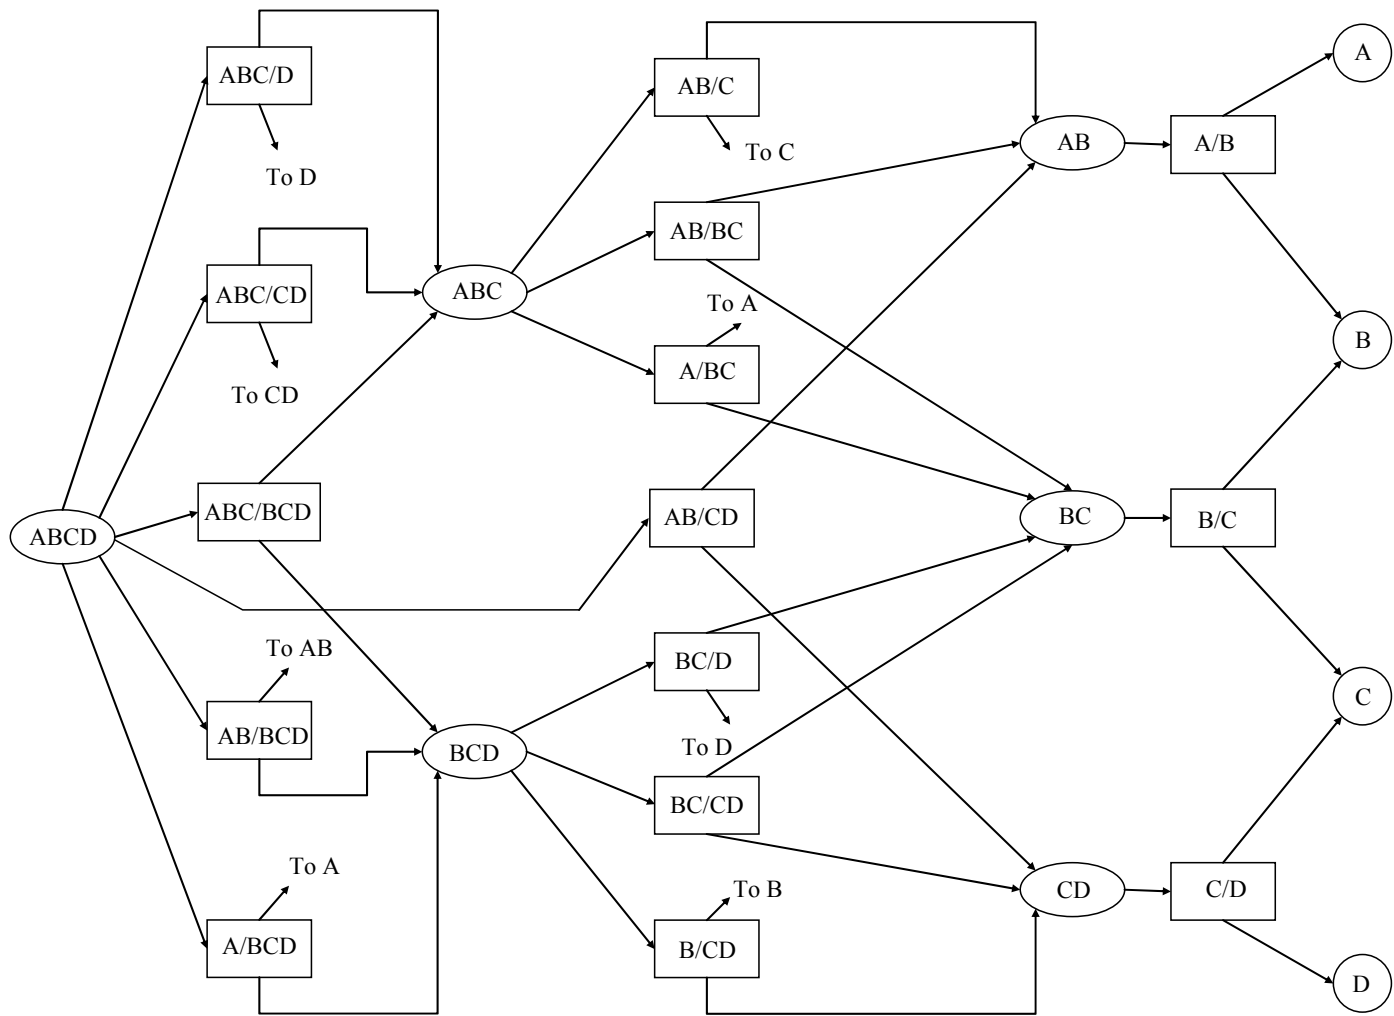 ABC/D
To D
ABC/CD
To CD
ABCD
ABC/BCD
To AB
AB/BCD
To A
A/BCD
ABC
BCD
AB/C
To C
AB/BC
To A
A/BC
AB/CD
BC/D
To D
BC/CD
To B
B/CD
AB
BC
CD
A/B
B/C
C/D
A
B
C
D